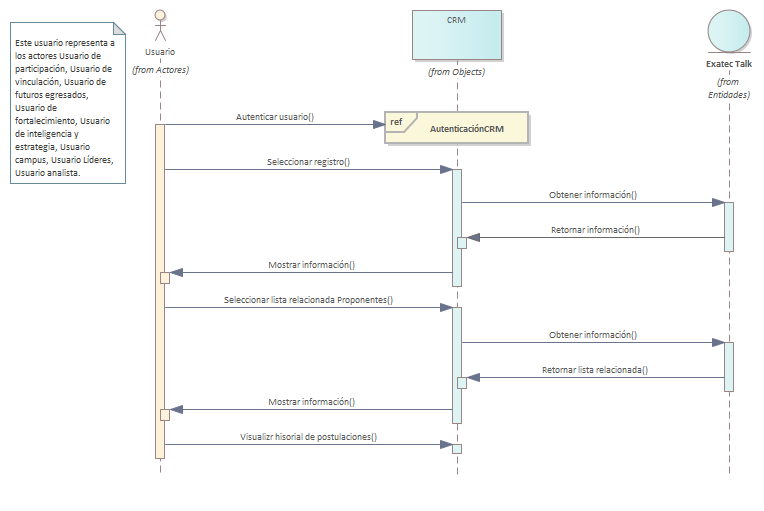 Este usuario representa a
los actores Usuario de
participación, Usuario de
vinculación, Usuario de
futuros egresados,
Usuario de
fortalecimiento, Usuario
de inteligencia y
estrategia, Usuario
campus, Usuario Líderes,
Usuario analista.
Usuario
(from Actores)
CRM
(from Objects)
Exatec Talk
(from
Entidades)
Autenticar usuario()
ref
AutenticaciónCRM
Seleccionar registro()
Obtener información()
Retornar información()
Mostrar información()
Seleccionar lista relacionada Proponentes()
Obtener información()
Retornar lista relacionada()
Mostrar información()
Visualizr hisorial de postulaciones()